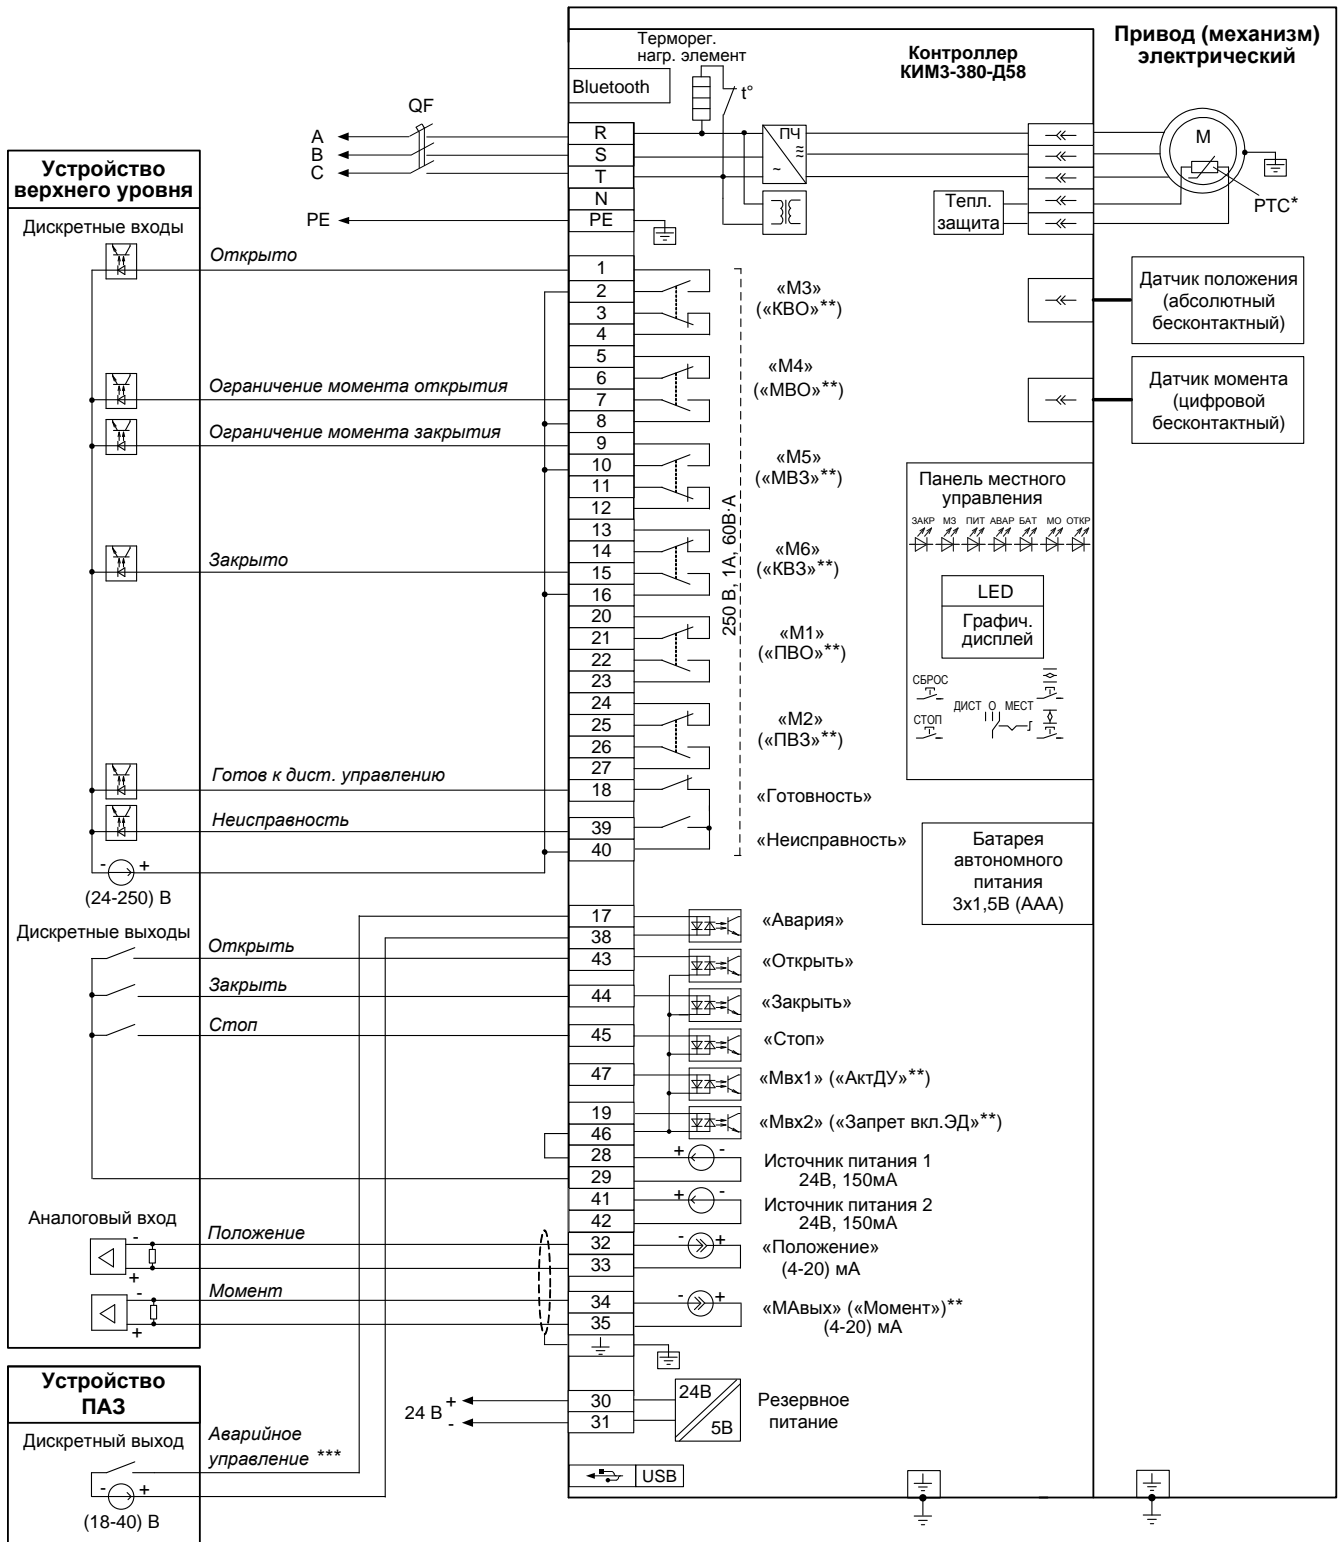 Привод (механизм)
электрический
Контроллер
КИМ3-380-Д58
Терморег.
нагр. элемент
Bluetooth
t°
QF
A
B
C
PE
R
S
T
N
PE
ПЧ
≈
~
M
PTC*
Тепл.
защита
Устройство
верхнего уровня
Дискретные входы
Открыто
Ограничение момента открытия
Ограничение момента закрытия
Закрыто
Готов к дист. управлению
Неисправность
- +
(24-250) В
1
2
3
4
5
6
7
8
9
10
11
12
13
14
15
16
20
21
22
23
24
25
26
27
18
39
40
«М3»
(«КВО»**)
«М4»
(«МВО»**)
«М5»
(«МВЗ»**)
«М6»
(«КВЗ»**)
«М1»
(«ПВО»**)
«М2»
(«ПВЗ»**)
«Готовность»
«Неисправность»
250 В, 1А, 60В·А
Датчик положения
(абсолютный
бесконтактный)
Датчик момента
(цифровой
бесконтактный)
Панель местного
управления
ЗАКР МЗ ПИТ АВАР БАТ МО ОТКР
LED
Графич.
дисплей
СБРОС
СТОП
ДИСТ О МЕСТ
Батарея
автономного
питания
3х1,5В (ААА)
Дискретные выходы
Открыть
Закрыть
Стоп
17
38
43
44
45
47
19
46
28
29
41
42
32
33
34
35
«Авария»
«Открыть»
«Закрыть»
«Стоп»
«Мвх1» («АктДУ»**)
«Мвх2» («Запрет вкл.ЭД»**)
+ -
Источник питания 1
24В, 150мА
+ -
Источник питания 2
24В, 150мА
- +
«Положение»
(4-20) мА
- +
«МАвых» («Момент»)**
(4-20) мА
Аналоговый вход
-
+
Положение
-
+
Момент
24 В
+
-
30
31
24В
5В
Резервное
питание
USB
Устройство
ПАЗ
Дискретный выход
Аварийное
управление ***
- +
(18-40) В